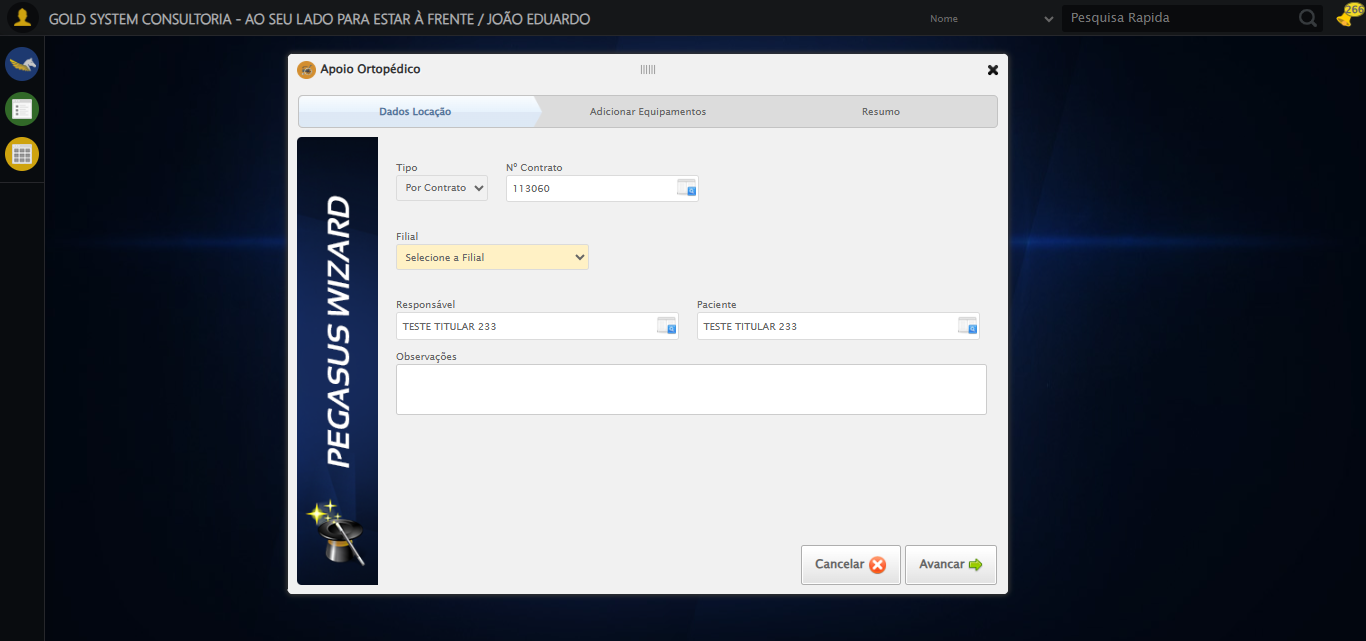 GOLD SYSTEM CONSULTORIA - AO SEU LADO PARA ESTAR À FRENTE / JOÃO EDUARDO
Nome
Pesquisa Rapida
266
Apoio Ortopédico
Dados Locação
Adicionar Equipamentos
Resumo
PEGASUS WIZARD
Tipo
Nº Contrato
Por Contrato
113060
Filial
Selecione a Filial
Responsável
Paciente
TESTE TITULAR 233
TESTE TITULAR 233
Observações
Cancelar
Avancar